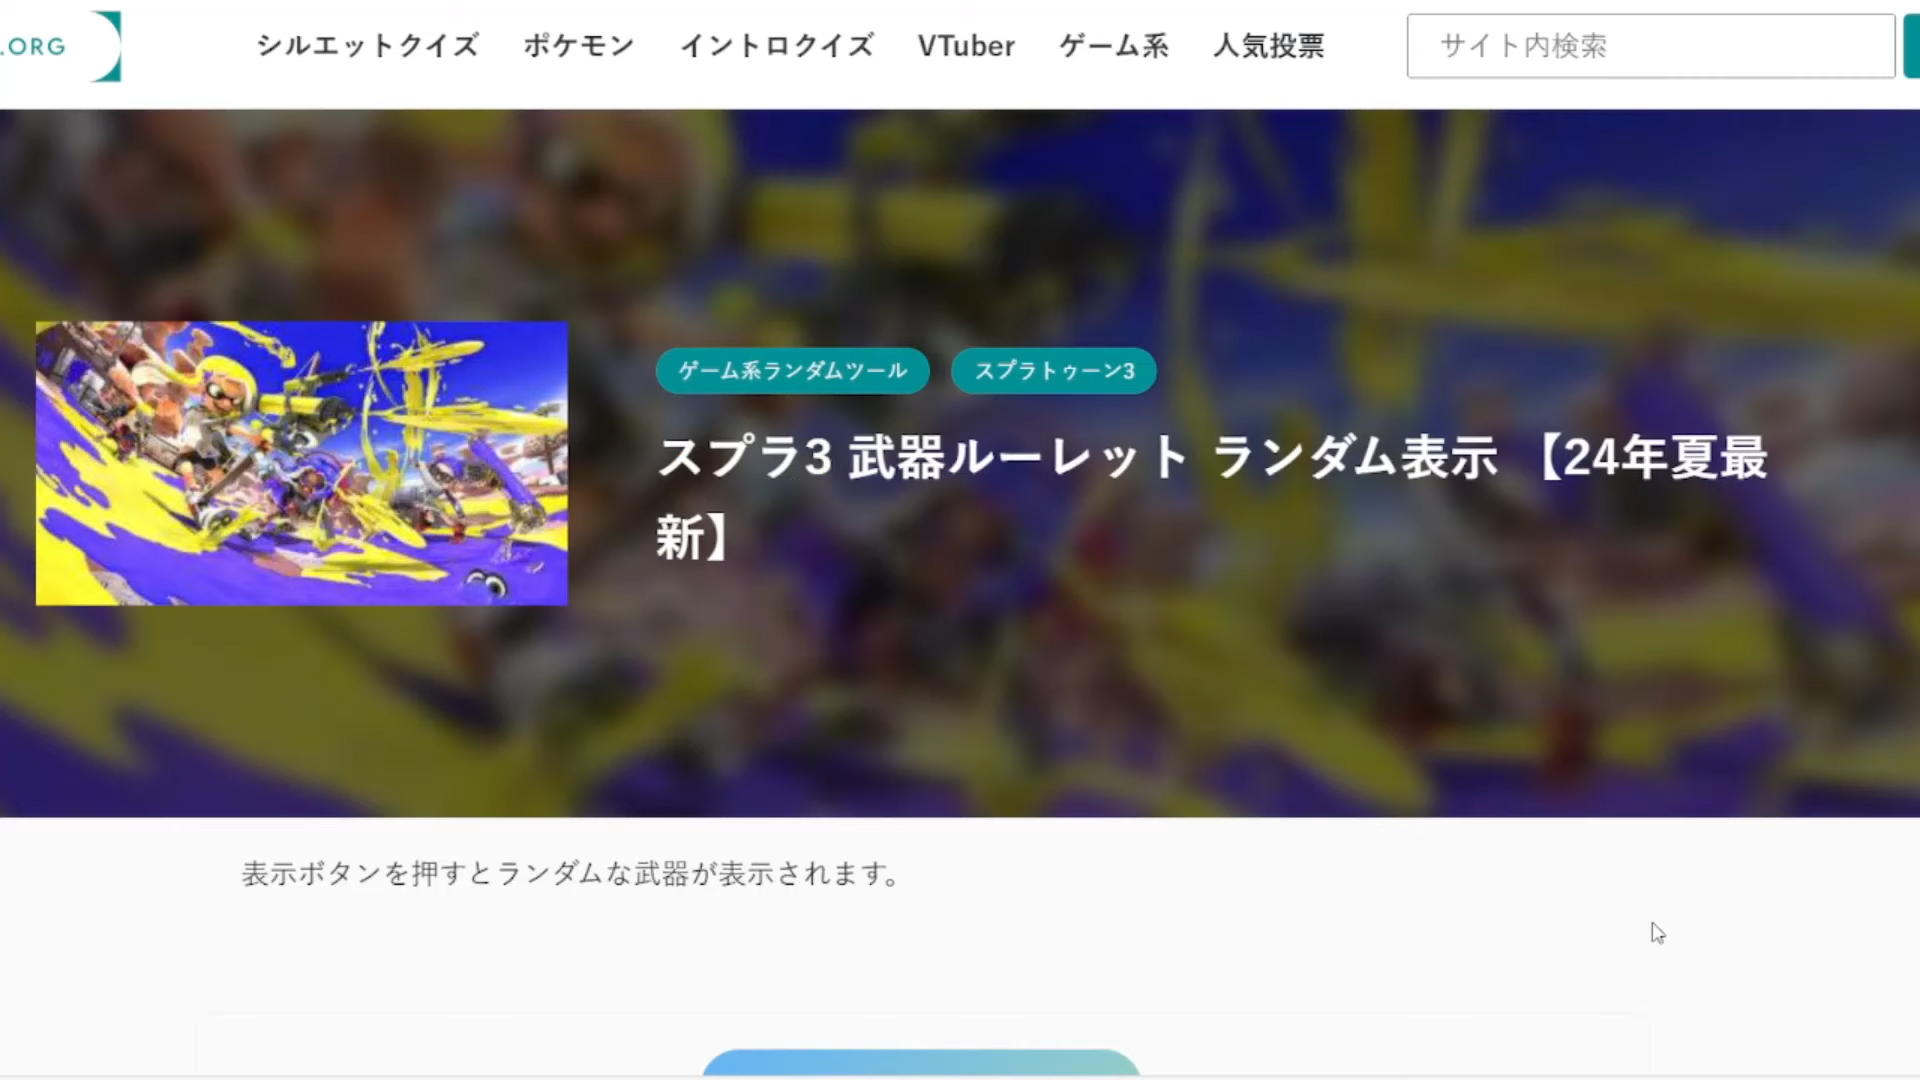 .ORG
シルエットクイズ ポケモン イントロクイズ VTuber ゲーム系 人気投票 サイト内検索
ゲーム系ランダムツール スプラトゥーン3
スプラ3 武器ルーレット ランダム表示 【24年夏最
新】
表示ボタンを押すとランダムな武器が表示されます。